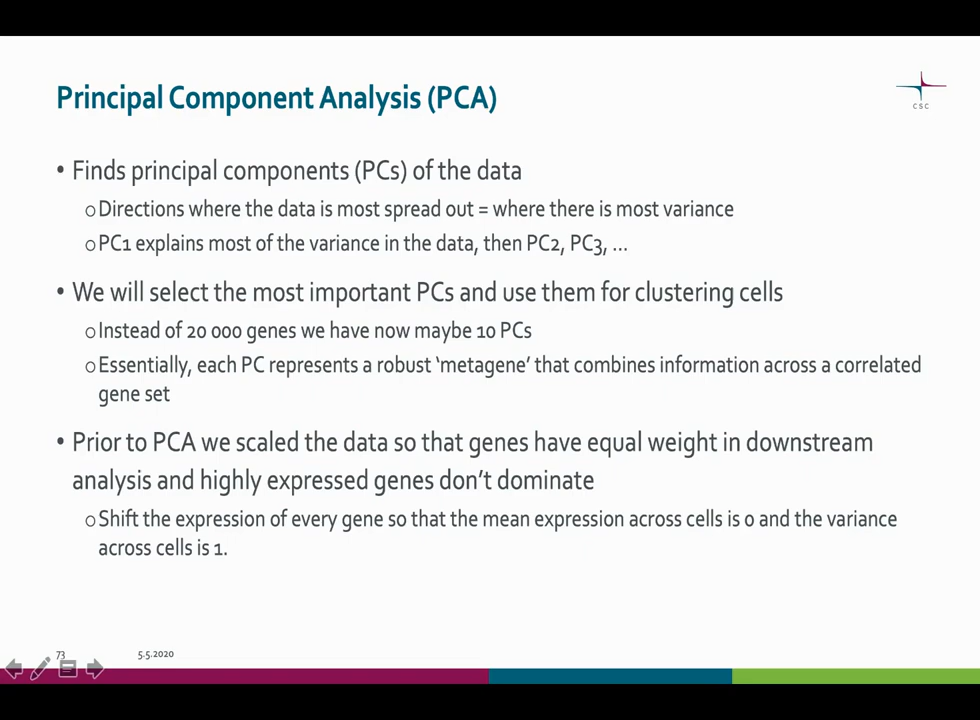 Principal Component Analysis (PCA)
CSC
• Finds principal components (PCs) of the data
o Directions where the data is most spread out = where there is most variance
o PC1 explains most of the variance in the data, then PC2, PC3, ...
• We will select the most important PCs and use them for clustering cells
o Instead of 20 000 genes we have now maybe 10 PCs
o Essentially, each PC represents a robust ‘metagene’ that combines information across a correlated
gene set
• Prior to PCA we scaled the data so that genes have equal weight in downstream
analysis and highly expressed genes don’t dominate
o Shift the expression of every gene so that the mean expression across cells is 0 and the variance
across cells is 1.
73
5.5.2020